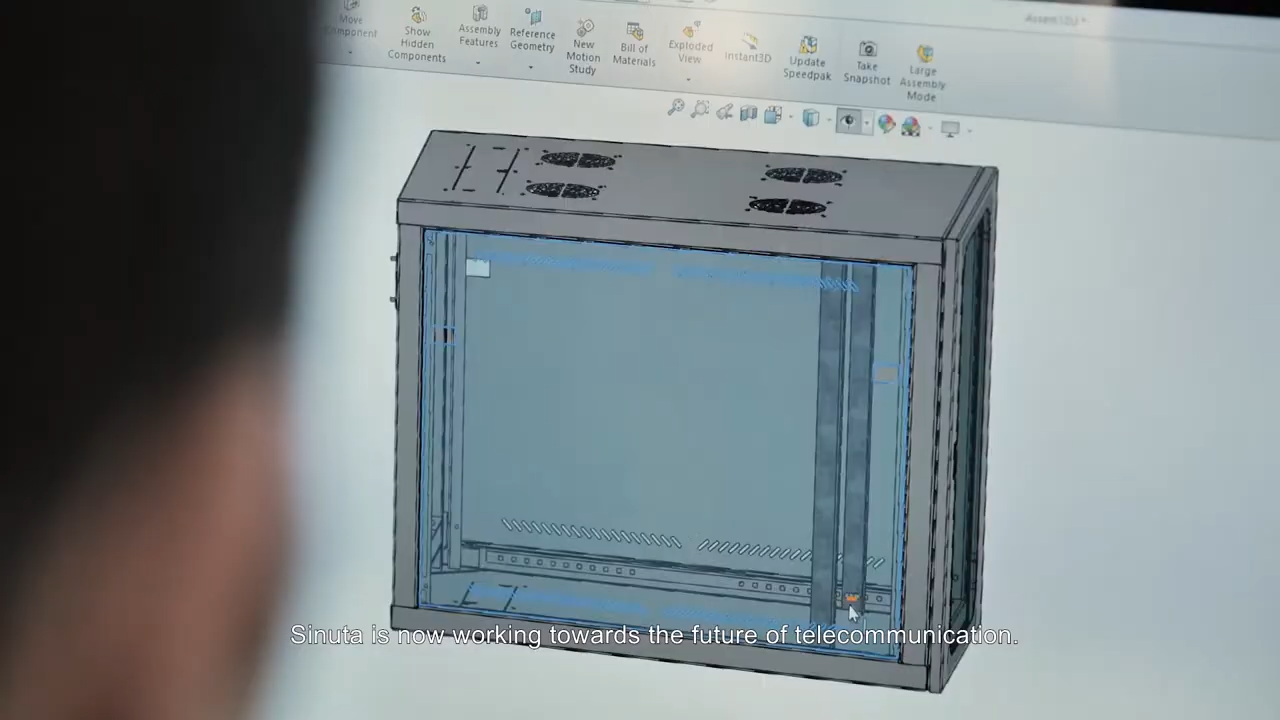 Assem10U *
Move
Component
Show
Hidden
Components
Assembly
Features
Reference
Geometry
New
Motion
Study
Bill of
Materials
Exploded
View
Instant3D
Update
Speedpak
Take
Snapshot
Large
Assembly
Mode
Sinuta is now working towards the future of telecommunication.